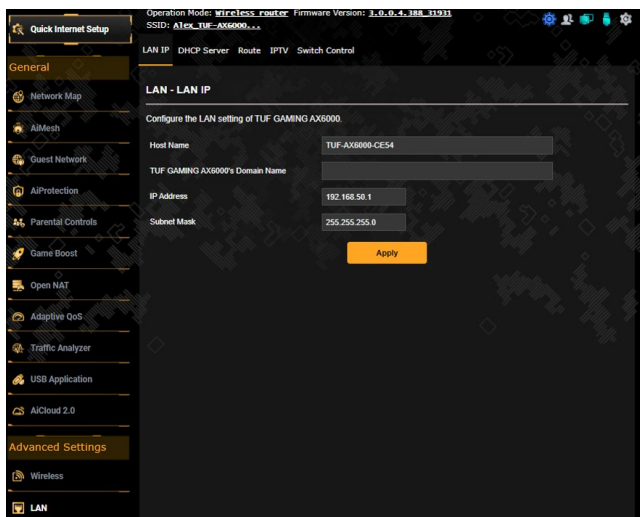 Operation Mode: Wireless router Firmware Version: 3.0.0.4.388_31931
SSID: Alex_TUF-AX6000...
Quick Internet Setup
LAN IP DHCP Server Route IPTV Switch Control
General
Network Map
AiMesh
Guest Network
AiProtection
Parental Controls
Game Boost
Open NAT
Adaptive QoS
Traffic Analyzer
USB Application
AiCloud 2.0
Advanced Settings
Wireless
LAN
LAN - LAN IP
Configure the LAN setting of TUF GAMING AX6000.
Host Name TUF-AX6000-CE54
TUF GAMING AX6000's Domain Name
IP Address 192.168.50.1
Subnet Mask 255.255.255.0
Apply